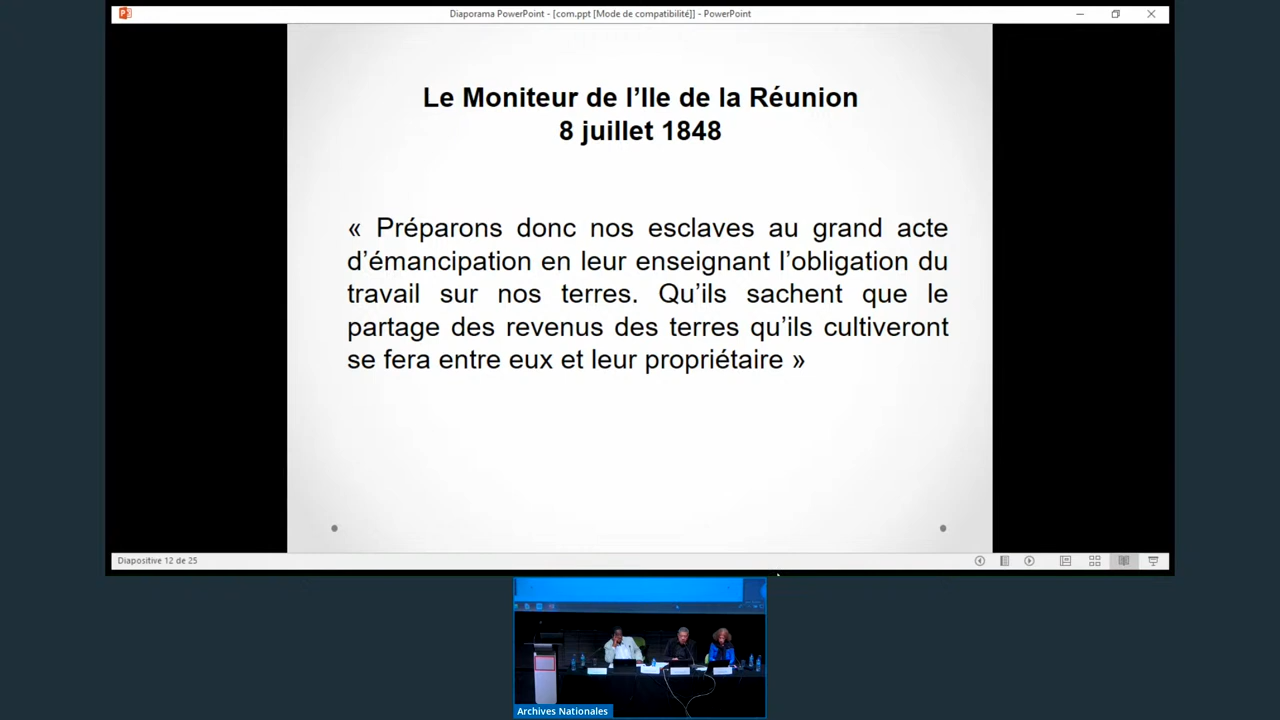 Diaporama PowerPoint - [com.ppt [Mode de compatibilité]] - PowerPoint
Le Moniteur de l’Ile de la Réunion
8 juillet 1848
« Préparons donc nos esclaves au grand acte
d’émancipation en leur enseignant l’obligation du
travail sur nos terres. Qu’ils sachent que le
partage des revenus des terres qu’ils cultiveront
se fera entre eux et leur propriétaire »
Diapositive 12 de 25
Archives Nationales